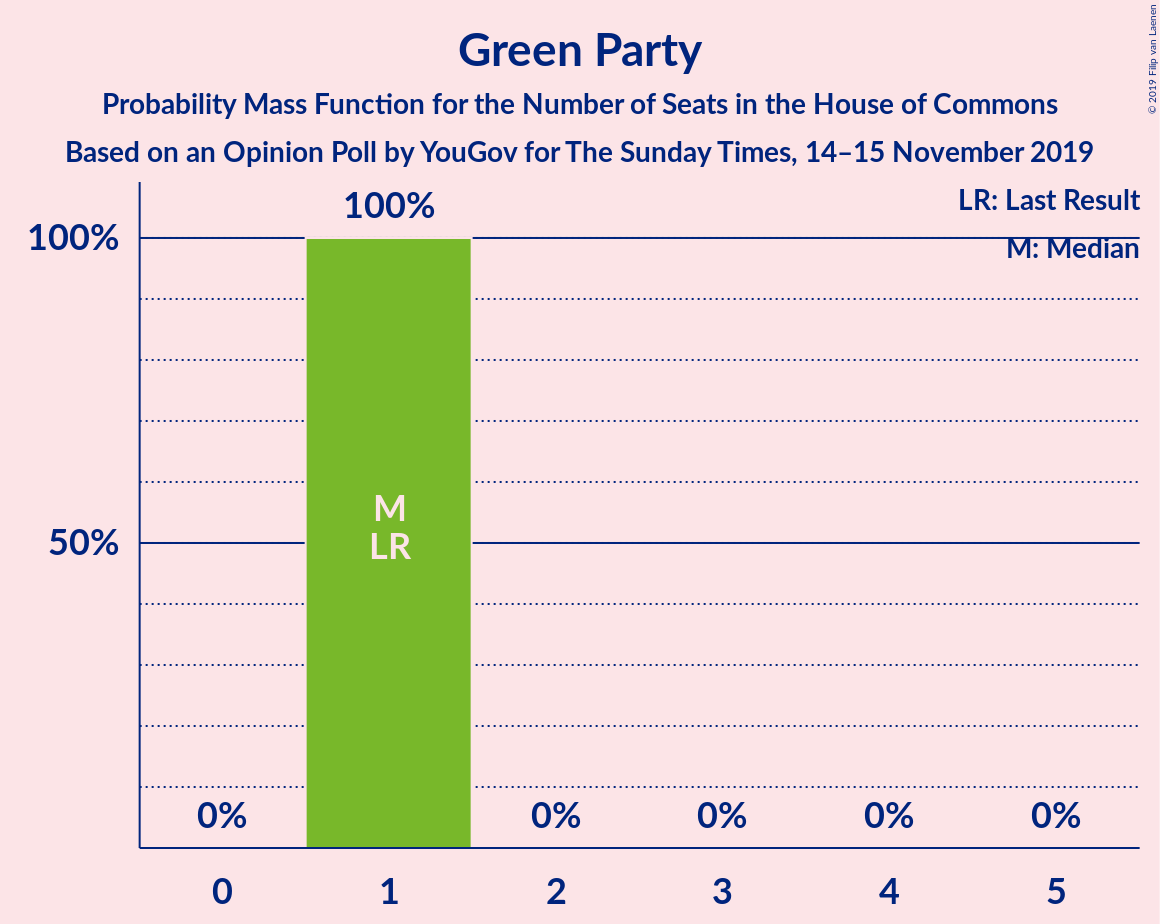 Green Party
Probability Mass Function for the Number of Seats in the House of Commons
Based on an Opinion Poll by YouGov for The Sunday Times, 14–15 November 2019
© 2019 Filip van Laenen
LR: Last Result
M: Median
100%
50%
100%
M
LR
0%
0%
0%
0%
0%
0
1
2
3
4
5